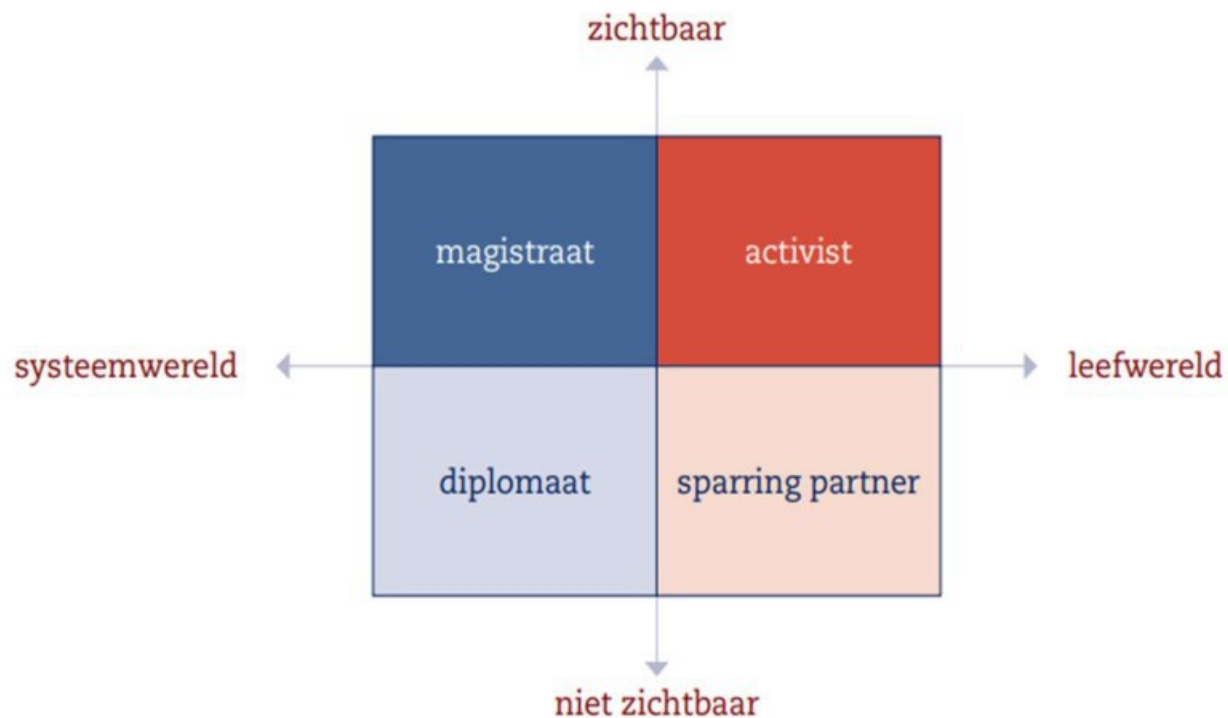 zichtbaar
magistraat
activist
systeemwereld
leefwereld
diplomaat
sparring partner
niet zichtbaar